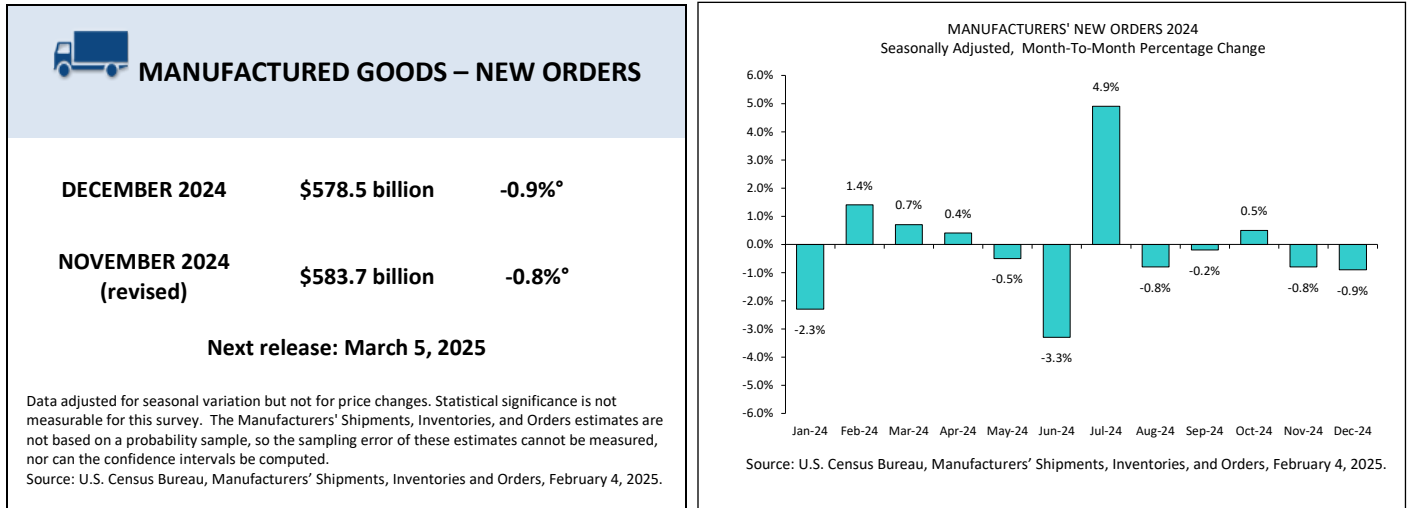 MANUFACTURED GOODS – NEW ORDERS
DECEMBER 2024 $578.5 billion -0.9%°
NOVEMBER 2024
(revised) $583.7 billion -0.8%°
Next release: March 5, 2025
Data adjusted for seasonal variation but not for price changes. Statistical significance is not
measurable for this survey. The Manufacturers' Shipments, Inventories, and Orders estimates are
not based on a probability sample, so the sampling error of these estimates cannot be measured,
nor can the confidence intervals be computed.
Source: U.S. Census Bureau, Manufacturers’ Shipments, Inventories and Orders, February 4, 2025.
MANUFACTURERS' NEW ORDERS 2024
Seasonally Adjusted, Month-To-Month Percentage Change
6.0%
5.0%
4.0%
3.0%
2.0%
1.0%
0.0%
-1.0%
-2.0%
-3.0%
-4.0%
-5.0%
-6.0%
-2.3%
1.4%
0.7%
0.4%
-0.5%
-3.3%
4.9%
-0.8%
-0.2%
0.5%
-0.8%
-0.9%
Jan-24 Feb-24 Mar-24 Apr-24 May-24 Jun-24 Jul-24 Aug-24 Sep-24 Oct-24 Nov-24 Dec-24
Source: U.S. Census Bureau, Manufacturers’ Shipments, Inventories, and Orders, February 4, 2025.